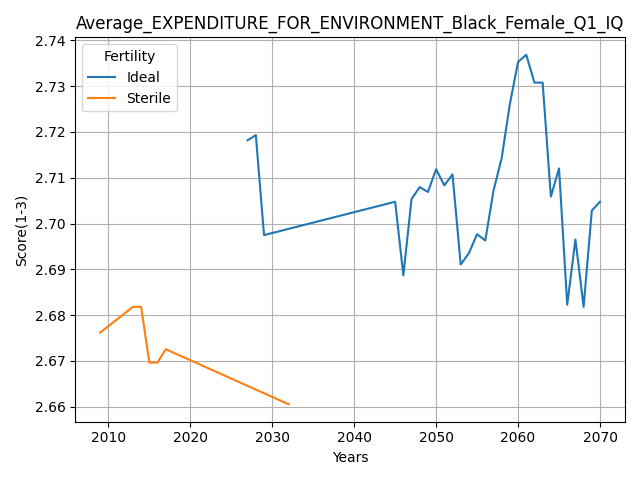 Average_EXPENDITURE_FOR_ENVIRONMENT_Black_Female_Q1_IQ
Fertility
Ideal
Sterile
Score(1-3)
2.74
2.73
2.72
2.71
2.70
2.69
2.68
2.67
2.66
2010 2020 2030 2040 2050 2060 2070
Years